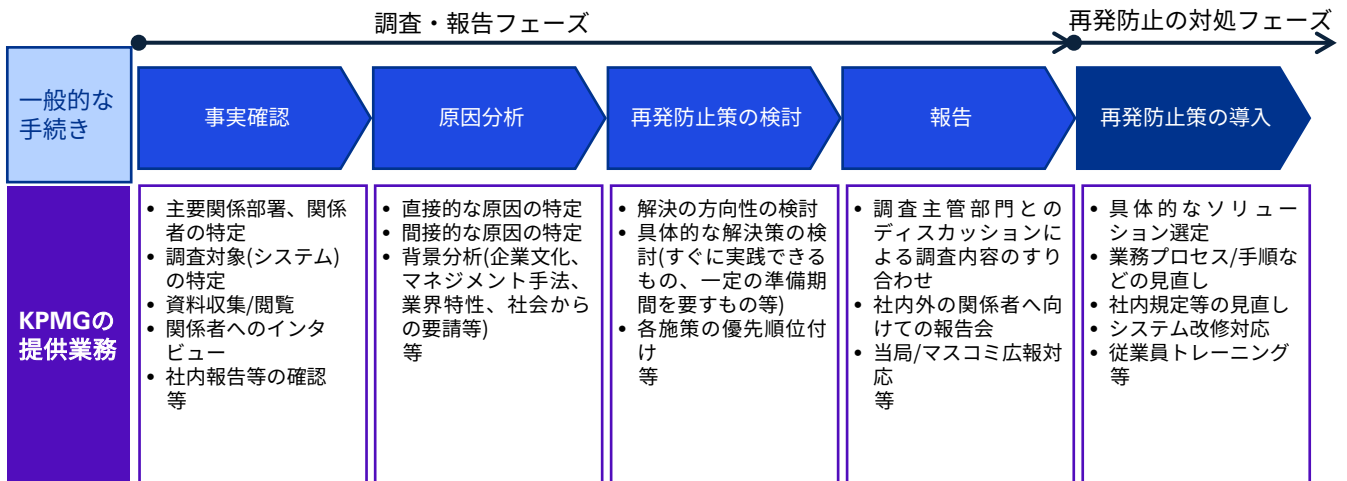 調査・報告フェーズ
再発防止の対処フェーズ
一般的な
手続き
事実確認
原因分析
再発防止策の検討
報告
再発防止策の導入
KPMGの
提供業務
• 主要関係部署、関係
者の特定
• 調査対象(システム)
の特定
• 資料収集/閲覧
• 関係者へのインタ
ビュー
• 社内報告等の確認
等
• 直接的な原因の特定
• 間接的な原因の特定
• 背景分析(企業文化、
マネジメント手法、
業界特性、社会から
の要請等)
等
• 解決の方向性の検討
• 具体的な解決策の検
討(すぐに実践できる
もの、一定の準備期
間を要すもの等)
• 各施策の優先順位付
け
等
• 調査主管部門との
ディスカッションに
よる調査内容のすり
合わせ
• 社内外の関係者へ向
けての報告会
• 当局/マスコミ広報対
応
等
• 具体的なソリュー
ション選定
• 業務プロセス/手順な
どの見直し
• 社内規定等の見直し
• システム改修対応
• 従業員トレーニング
等